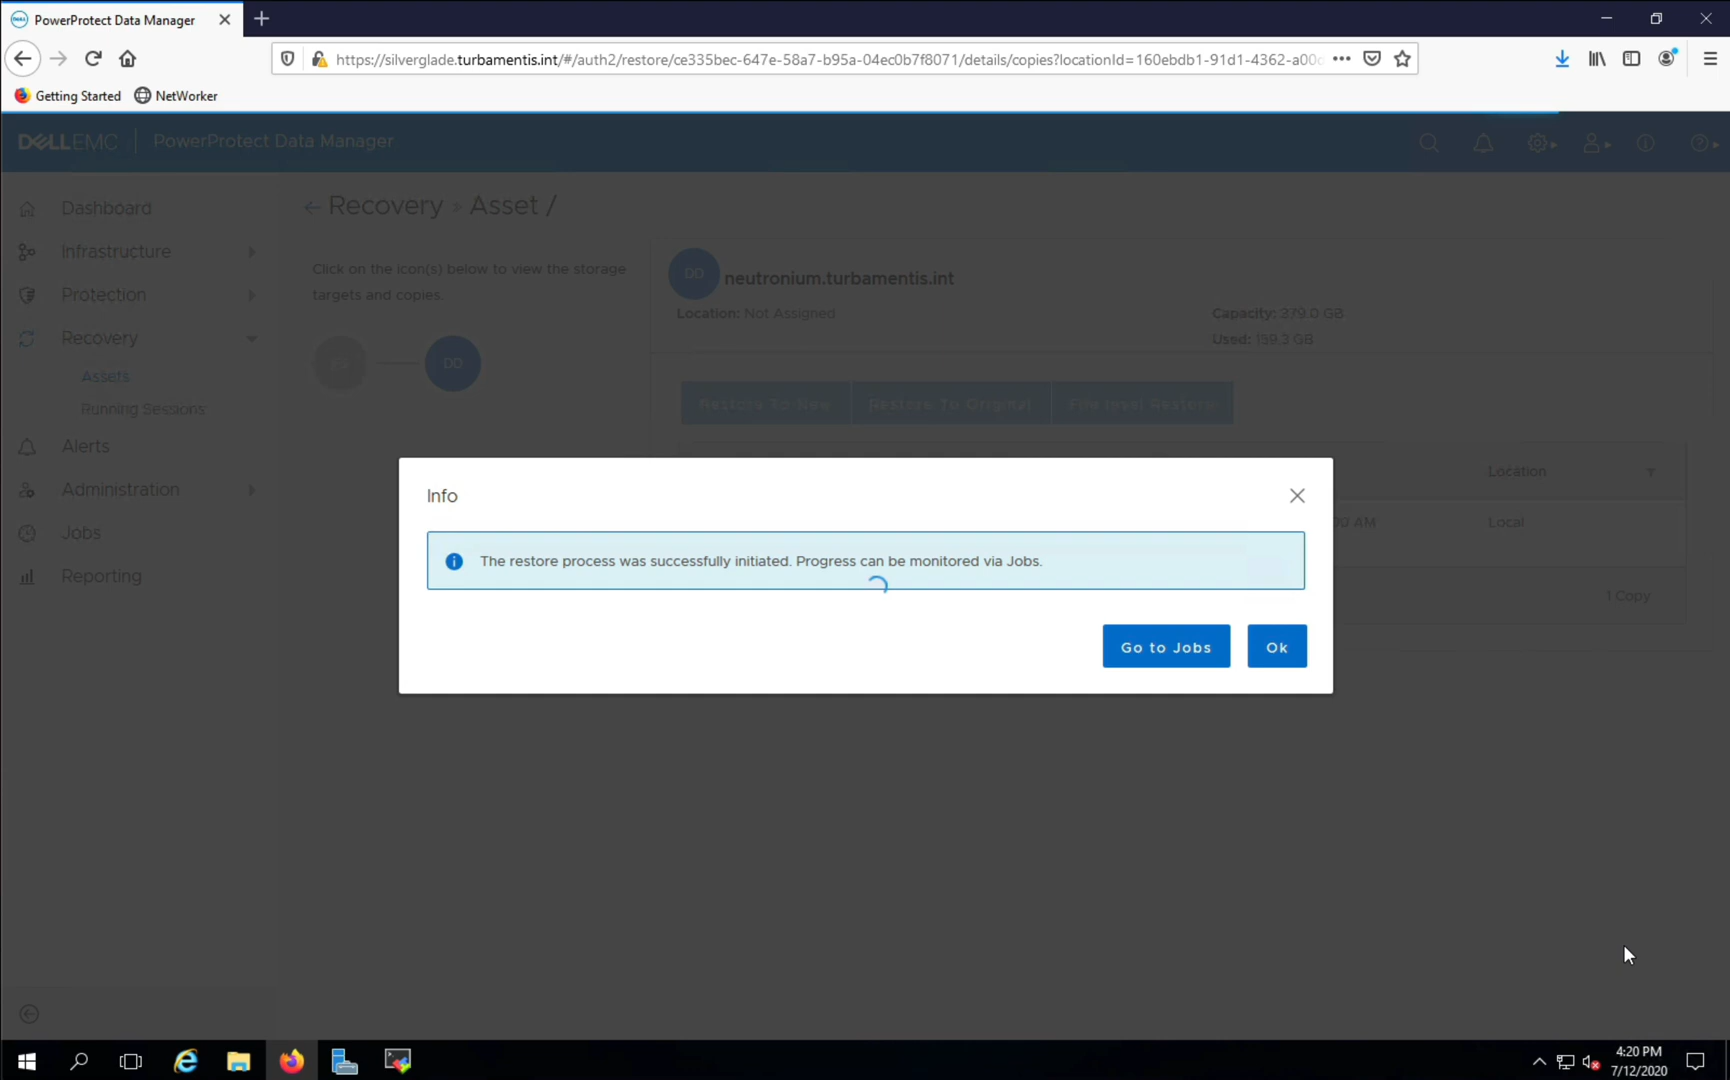 PowerProtect Data Manager
https://silverglade.turbamentis.int/#/auth2/restore/ce335bec-647e-58a7-b95a-04ec0b7f8071/details/copies?locationId=160ebdb1-91d1-4362-a00
Getting Started
NetWorker
DELLEMC
PowerProtect Data Manager
Dashboard
Infrastructure
Protection
Recovery
Assets
Running Sessions
Alerts
Administration
Jobs
Reporting
Recovery » Asset /
Click on the icon(s) below to view the storage
targets and copies.
DD
DD
neutronium.turbamentis.int
Location: Not Assigned
Capacity: 379.0 GB
Used: 159.3 GB
Restore To New
Restore To Original
File level Restore
Location
AM
Local
1 Copy
Info
The restore process was successfully initiated. Progress can be monitored via Jobs.
Go to Jobs
Ok
4:20 PM
7/12/2020